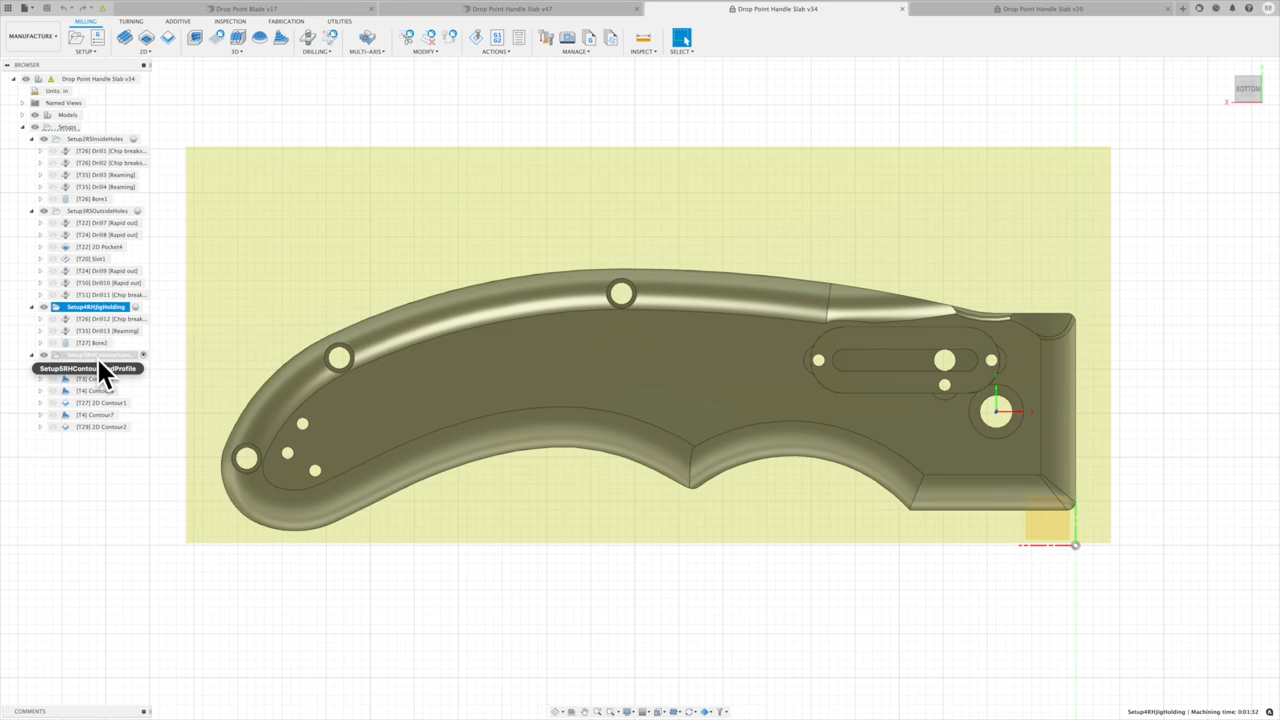 Drop Point Blade v17
Drop Point Handle Slab v47
Drop Point Handle Slab v34
Drop Point Handle Slab v20
MANUFACTURE
MILLING
TURNING
ADDITIVE
INSPECTION
FABRICATION
UTILITIES
SETUP
2D
3D
DRILLING
MULTI-AXIS
MODIFY
G1
G2
ACTIONS
MANAGE
INSPECT
SELECT
BROWSER
Drop Point Handle Slab v34
Units: in
Named Views
Models
Setups
Setup2RSInsideHoles
[T26] Drill1 [Chip breaki...
[T26] Drill2 [Chip breaki...
[T35] Drill3 [Reaming]
[T35] Drill4 [Reaming]
[T26] Bore1
Setup3RSOutsideHoles
[T22] Drill7 [Rapid out]
[T24] Drill8 [Rapid out]
[T22] 2D Pocket4
[T20] Slot1
[T24] Drill9 [Rapid out]
[T50] Drill10 [Rapid out]
[T51] Drill11 [Chip break...
Setup4RHJigHolding
[T26] Drill12 [Chip break...
[T35] Drill13 [Reaming]
[T27] Bore2
[T27] 2D Contour1
[T4] Contour7
[T29] 2D Contour2
BOTTOM
X
X
COMMENTS
Setup4RHJigHolding | Machining time: 0:01:32